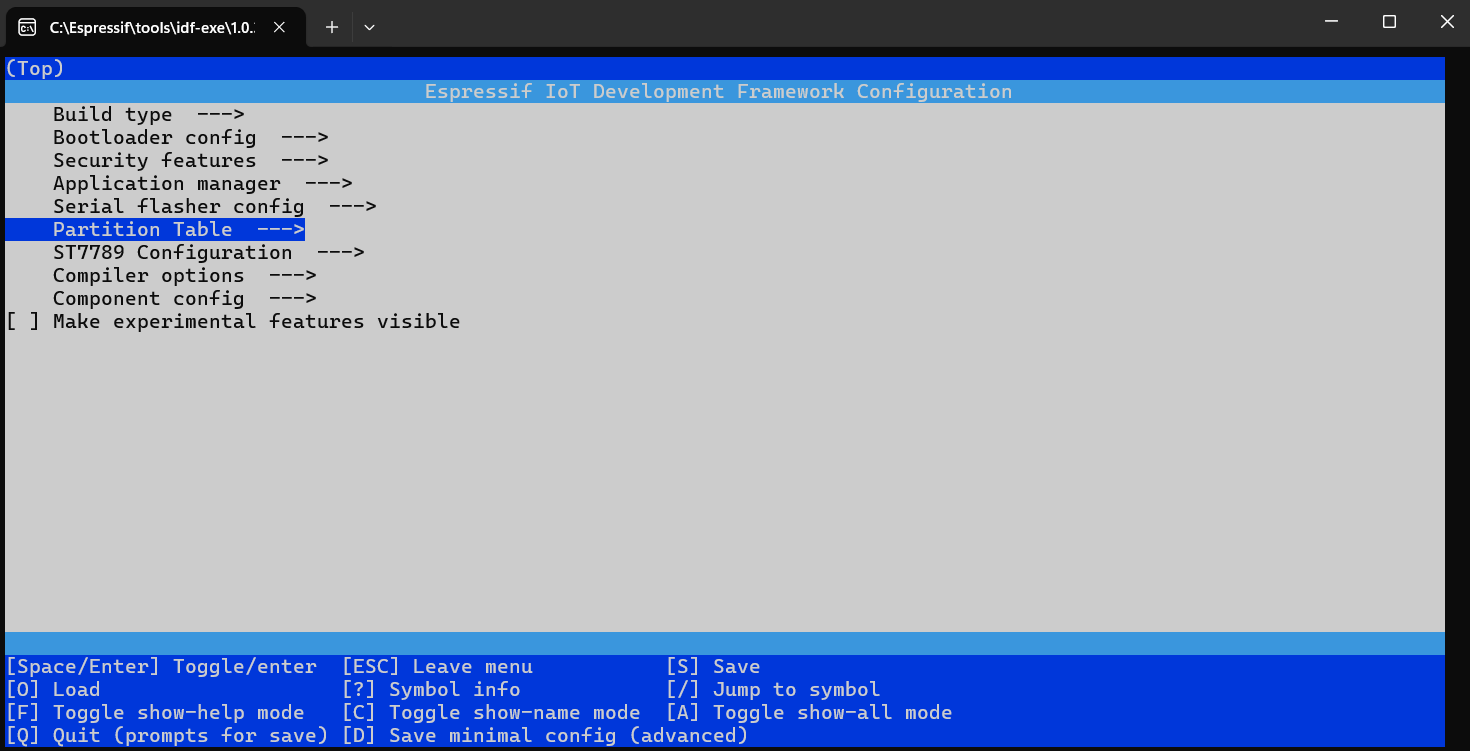 C:\Espressif\tools\idf-exe\1.0.
(Top)
Espressif IoT Development Framework Configuration
Build type --->
Bootloader config --->
Security features --->
Application manager --->
Serial flasher config --->
Partition Table --->
ST7789 Configuration --->
Compiler options --->
Component config --->
[ ] Make experimental features visible
[Space/Enter] Toggle/enter [ESC] Leave menu [S] Save
[O] Load [?] Symbol info [/] Jump to symbol
[F] Toggle show-help mode [C] Toggle show-name mode [A] Toggle show-all mode
[Q] Quit (prompts for save) [D] Save minimal config (advanced)